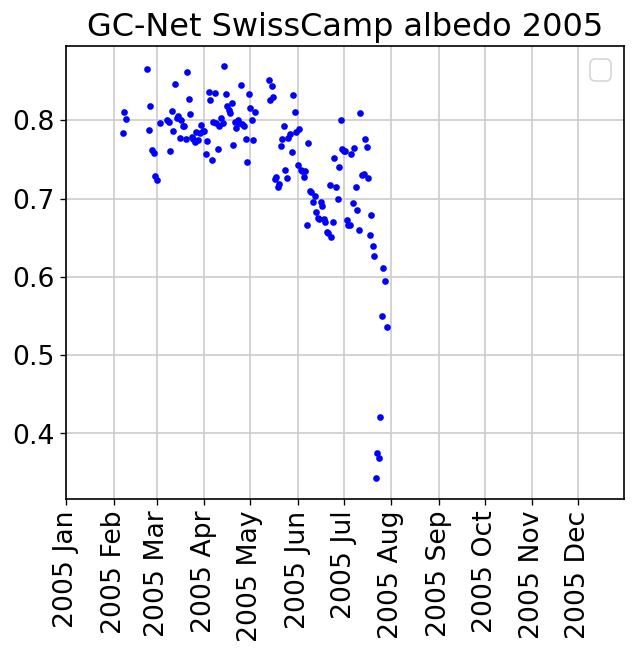 GC-Net SwissCamp albedo 2005
0.8
0.7
0.6
0.5
0.4
2005 Jan
2005 Feb
2005 Mar
2005 Apr
2005 May
2005 Jun
2005 Jul
2005 Aug
2005 Sep
2005 Oct
2005 Nov
2005 Dec